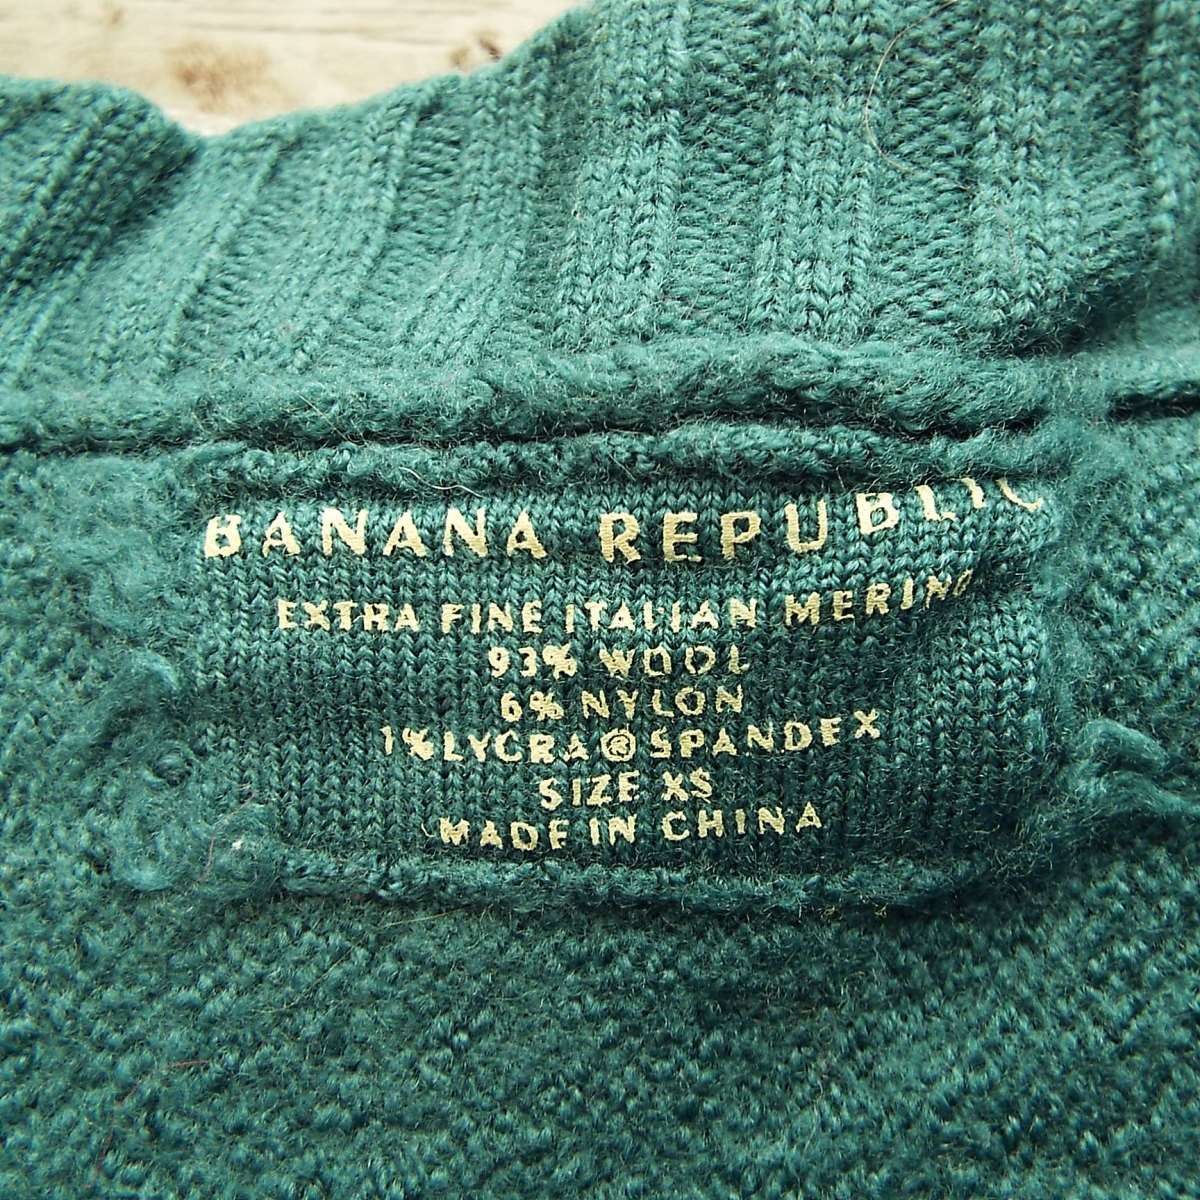 BANANA REPUBLIC
EXTRA FINE ITALIAN MERINO
93% WOOL
6% NYLON
1% LYCRA® SPANDEX
SIZE XS
MADE IN CHINA